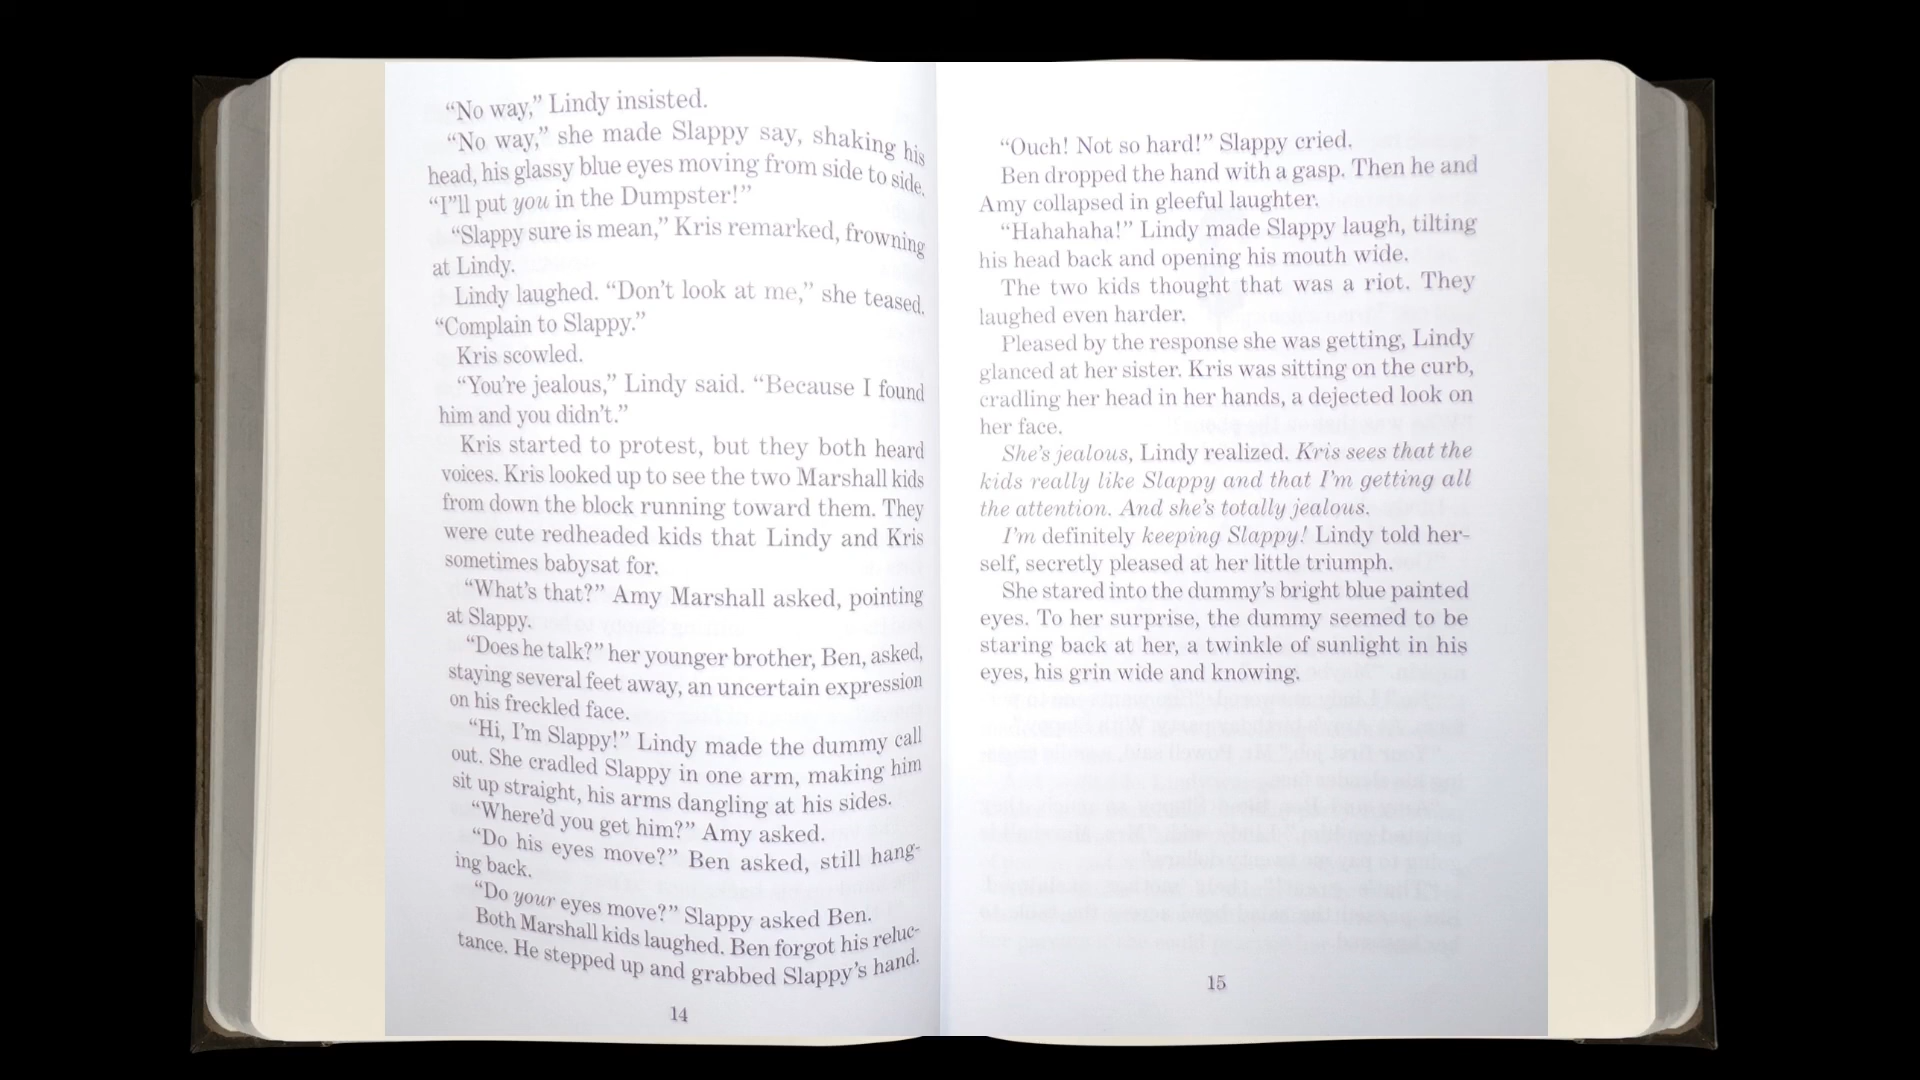 “No way,” Lindy insisted.
“No way,” she made Slappy say, shaking his
head, his glassy blue eyes moving from side to side.
“I”ll put you in the Dumpster!”
“Slappy sure is mean,” Kris remarked, frowning
at Lindy.
Lindy laughed. “Don’t look at me,” she teased.
“Complain to Slappy.”
Kris scowled.
“You’re jealous,” Lindy said. “Because I found
him and you didn’t.”
Kris started to protest, but they both heard
voices. Kris looked up to see the two Marshall kids
from down the block running toward them. They
were cute redheaded kids that Lindy and Kris
sometimes babysat for.
“What’s that?” Amy Marshall asked, pointing
at Slappy.
“Does he talk?” her younger brother, Ben, asked,
staying several feet away, an uncertain expression
on his freckled face.
“Hi, I’m Slappy!” Lindy made the dummy call
out. She cradled Slappy in one arm, making him
sit up straight, his arms dangling at his sides.
“Where’d you get him?” Amy asked.
“Do his eyes move?” Ben asked, still hang-
ing back.
“Do your eyes move?” Slappy asked Ben.
Both Marshall kids laughed. Ben forgot his reluc-
tance. He stepped up and grabbed Slappy’s hand.
14
“Ouch! Not so hard!” Slappy cried.
Ben dropped the hand with a gasp. Then he and
Amy collapsed in gleeful laughter.
“Hahahaha!” Lindy made Slappy laugh, tilting
his head back and opening his mouth wide.
The two kids thought that was a riot. They
laughed even harder.
Pleased by the response she was getting, Lindy
glanced at her sister. Kris was sitting on the curb,
cradling her head in her hands, a dejected look on
her face.
She’s jealous, Lindy realized. Kris sees that the
kids really like Slappy and that I’m getting all
the attention. And she’s totally jealous.
I’m definitely keeping Slappy! Lindy told her-
self, secretly pleased at her little triumph.
She stared into the dummy’s bright blue painted
eyes. To her surprise, the dummy seemed to be
staring back at her, a twinkle of sunlight in his
eyes, his grin wide and knowing.
15